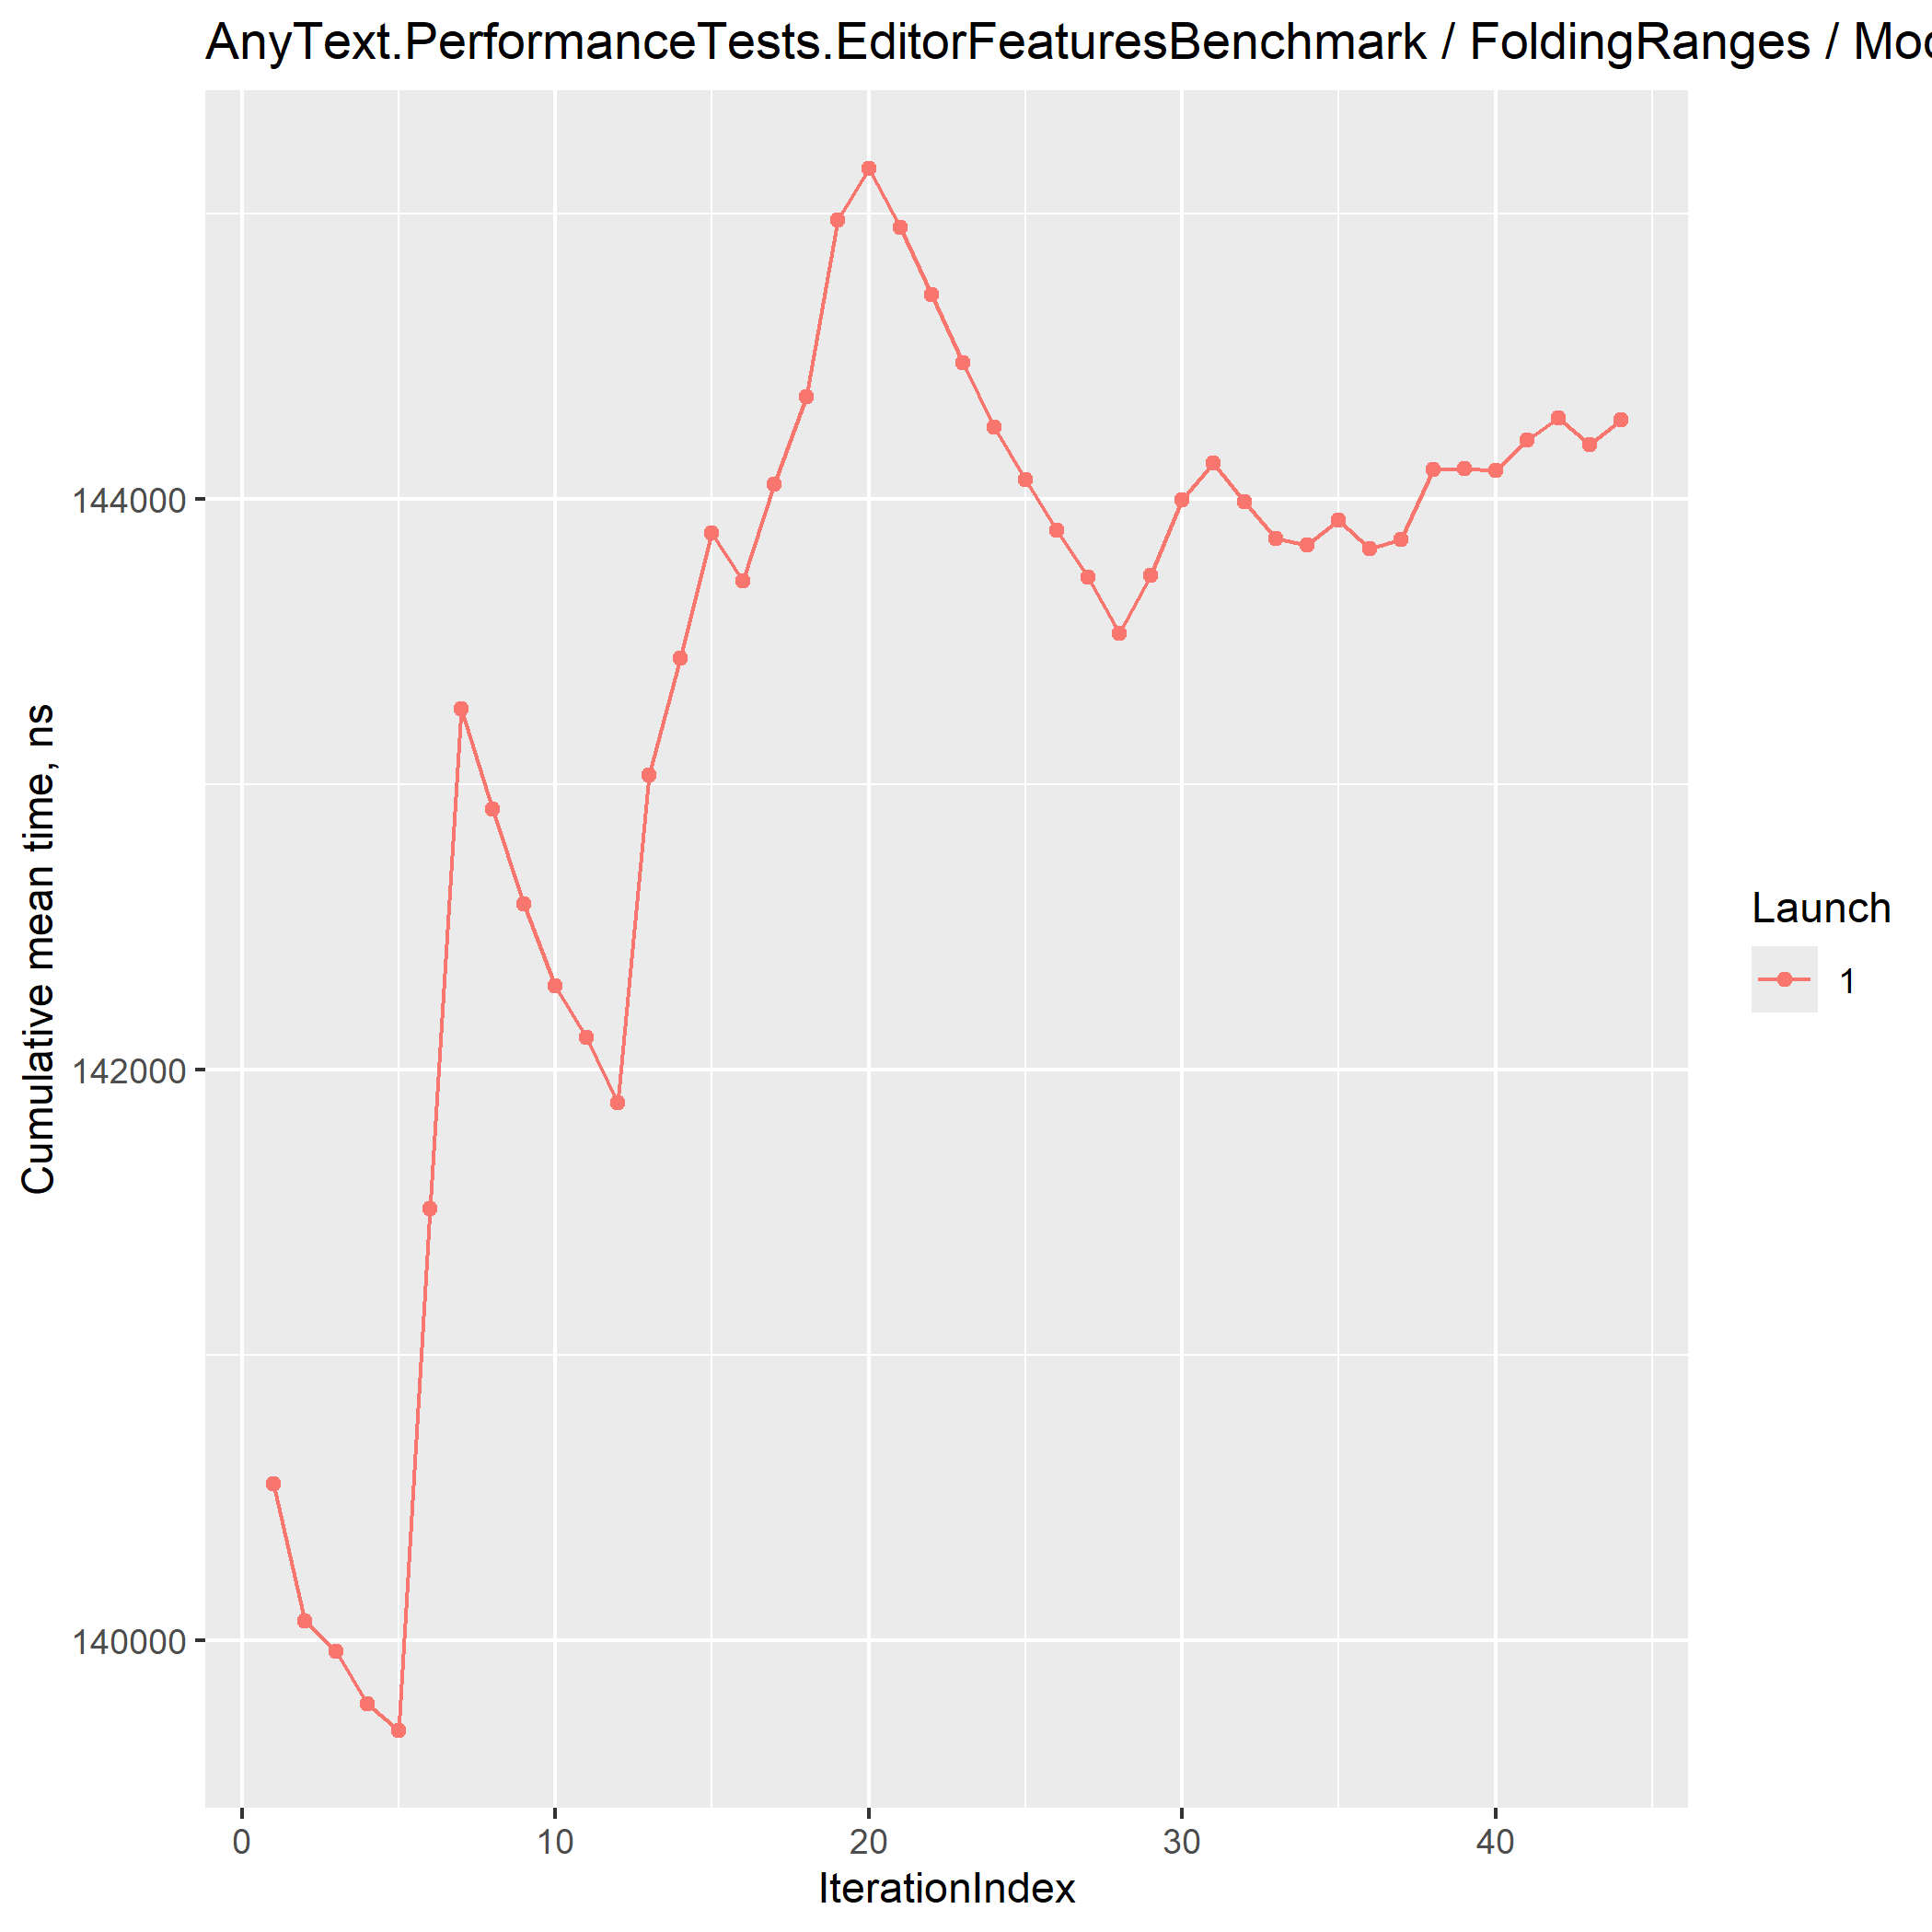 AnyText.PerformanceTests.EditorFeaturesBenchmark / FoldingRanges /
Cumulative mean time, ns
144000
142000
140000
0 10 20 30 40
IterationIndex
Launch
1